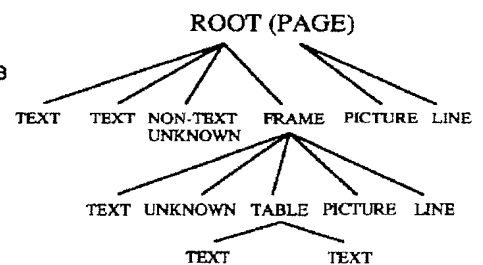 ROOT (PAGE)
TEXT TEXT NON-TEXT FRAME PICTURE LINE
UNKNOWN
TEXT UNKNOWN TABLE PICTURE LINE
TEXT TEXT